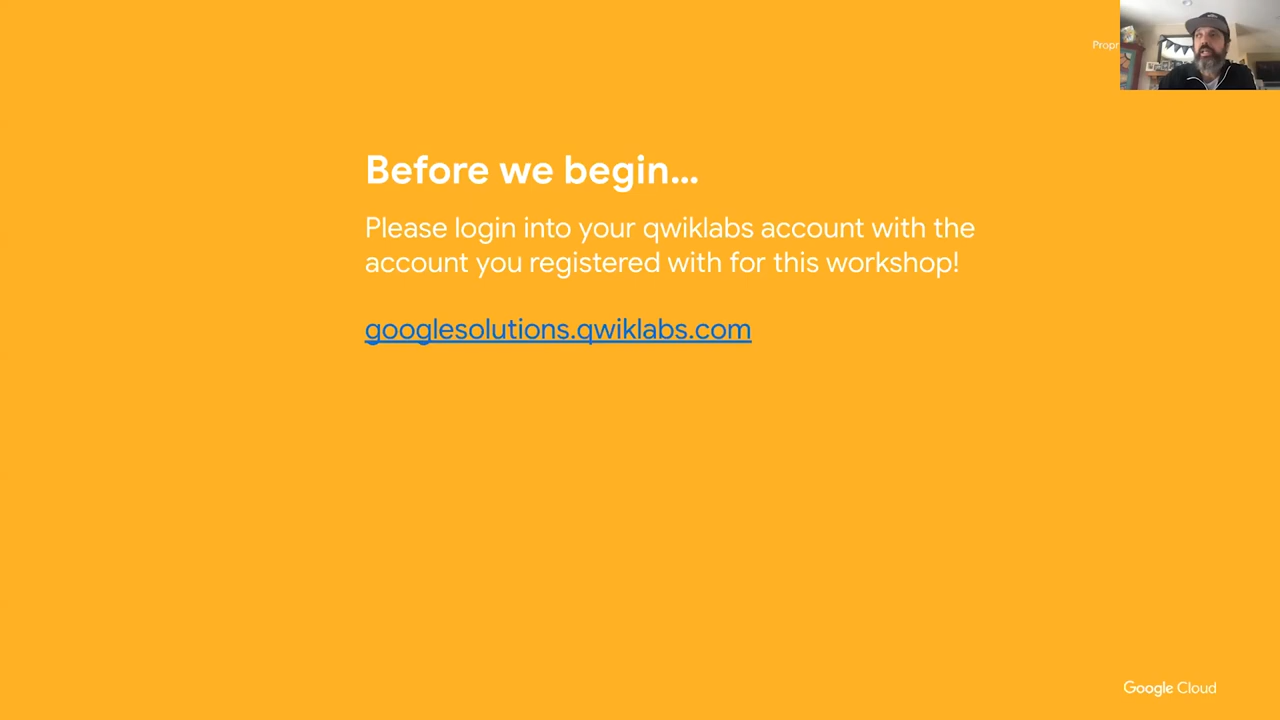 Before we begin...
Please login into your qwiklabs account with the
account you registered with for this workshop!
googlesolutions.qwiklabs.com
Google Cloud